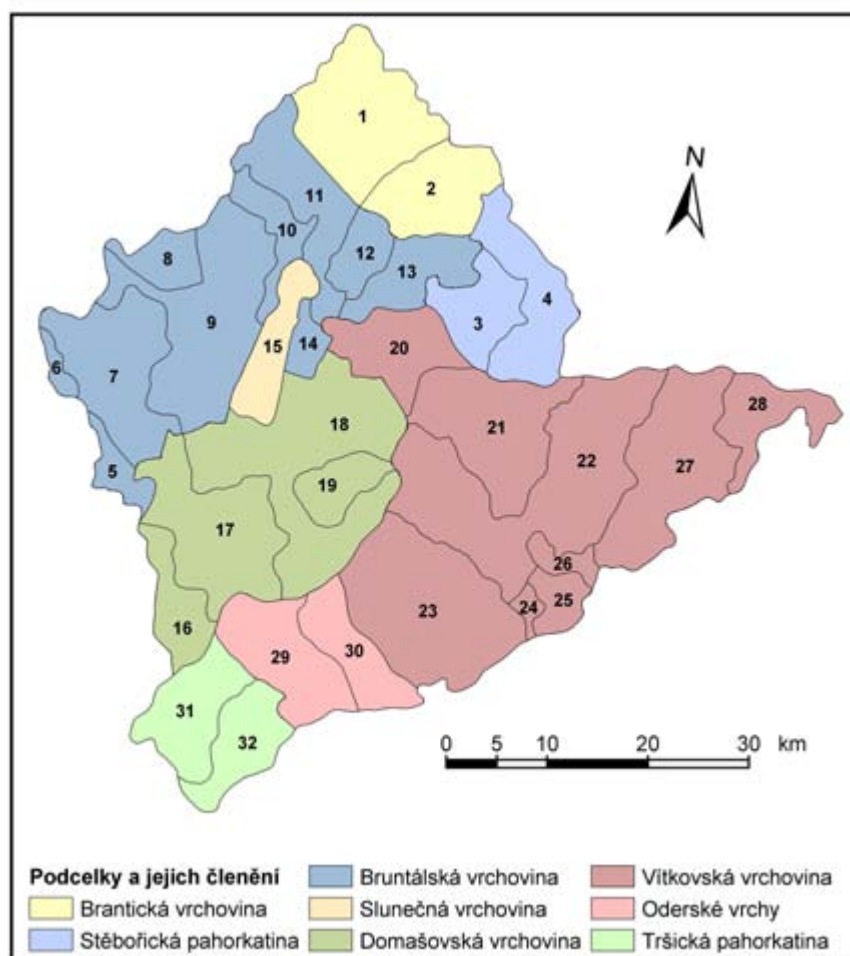 N
1
2
11
12
10
8
13
4
3
9
15
14
20
6
7
28
21
22
27
18
5
19
17
26
24
25
23
16
29
30
31
32
0 5 10 20 30 km
Podcelky a jejich členění
Brantická vrchovina
Stěbořická pahorkatina
Bruntálská vrchovina
Slunečná vrchovina
Domašovská vrchovina
Vítkovská vrchovina
Oderské vrchy
Tršická pahorkatina